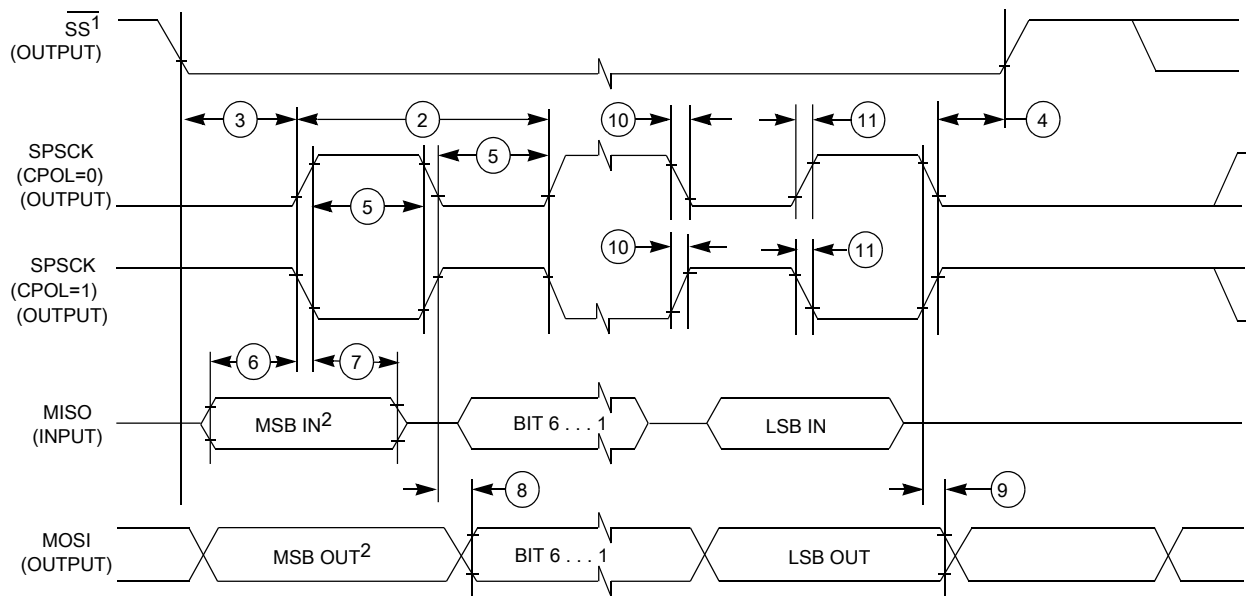 SS¹
(OUTPUT)
3
2
10
11
4
SPSCK
(CPOL=0)
(OUTPUT)
5
5
SPSCK
(CPOL=1)
(OUTPUT)
10
11
6
7
MISO
(INPUT)
MSB IN²
BIT 6 . . . 1
LSB IN
8
9
MOSI
(OUTPUT)
MSB OUT²
BIT 6 . . . 1
LSB OUT